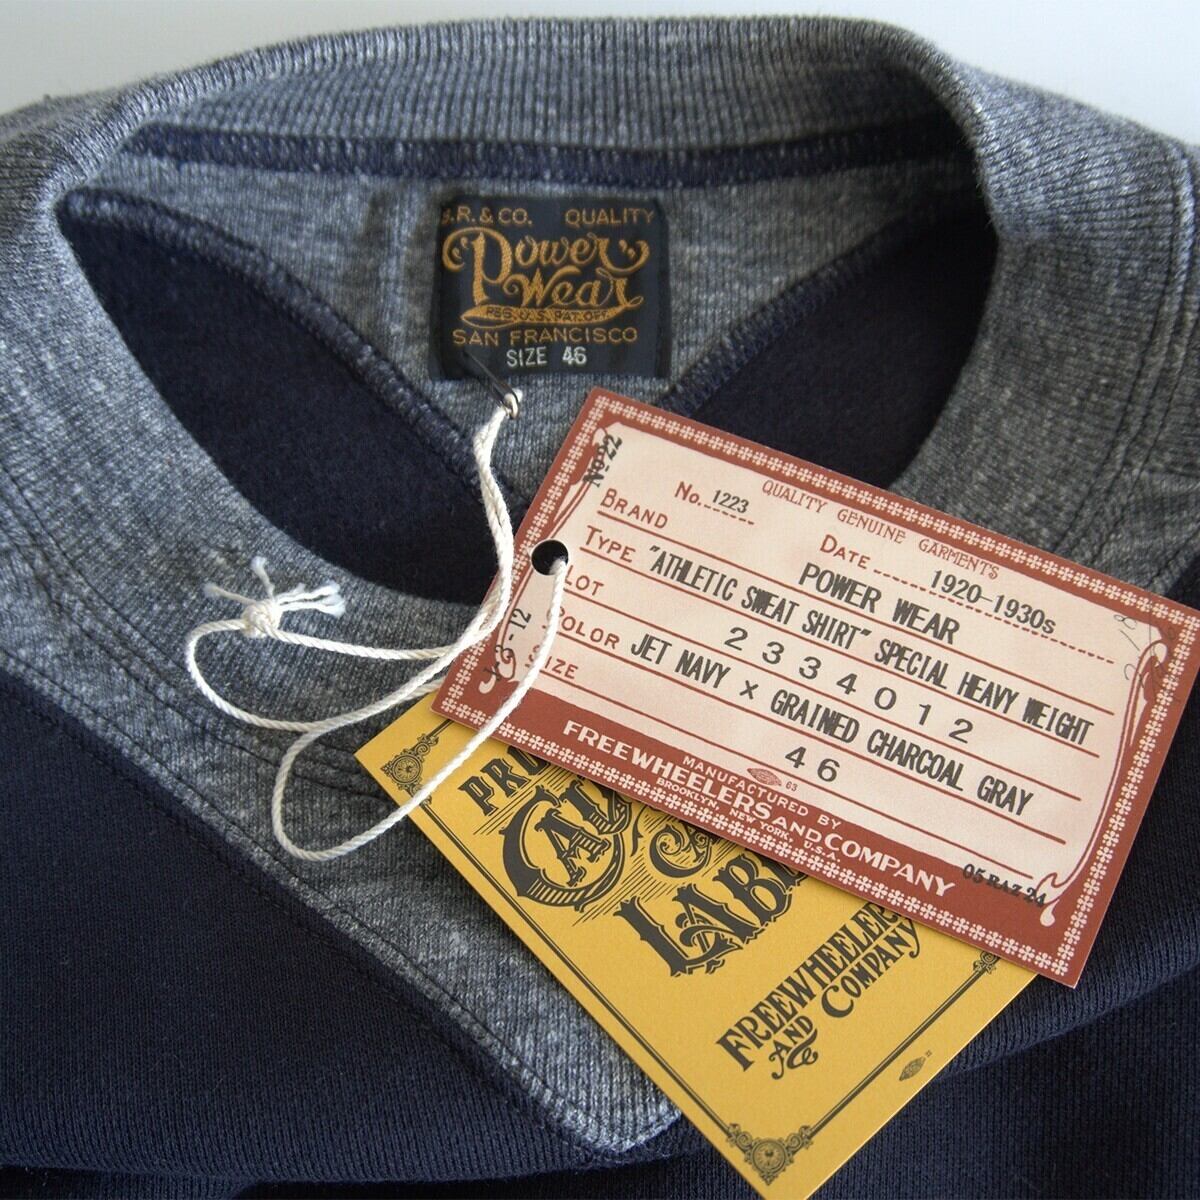 B.R. & CO. QUALITY
Power
Wear
REG. U.S. PAT. OFF.
SAN FRANCISCO
SIZE 46
No. 22
No. 1223
QUALITY GENUINE GARMENTS
DATE 1920-1930s
BRAND POWER WEAR
TYPE "ATHLETIC SWEAT SHIRT" SPECIAL HEAVY WEIGHT
LOT 2334012
COLOR JET NAVY x GRAINED CHARCOAL GRAY
SIZE 46
MANUFACTURED BY 63
FREEWHEELERS AND COMPANY
BROOKLYN, NEW YORK, U.S.A.
FREEWHEELERS
AND COMPANY